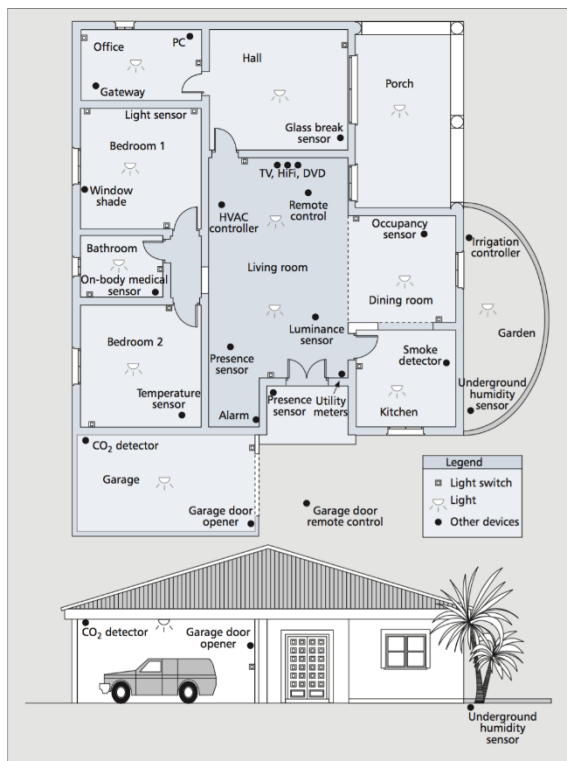 Office
PC
Gateway
Hall
Porch
Light sensor
Bedroom 1
Glass break
sensor
TV, HiFi, DVD
Window
shade
HVAC
controller
Remote
control
Occupancy
sensor
Irrigation
controller
Bathroom
On-body medical
sensor
Living room
Dining room
Garden
Bedroom 2
Luminance
sensor
Presence
sensor
Smoke
detector
Temperature
sensor
Alarm
Presence
sensor
Utility
meters
Kitchen
Underground
humidity
sensor
CO₂ detector
Garage
Garage door
opener
Garage door
remote control
Legend
Light switch
Light
Other devices
CO₂ detector
Garage door
opener
Underground
humidity
sensor